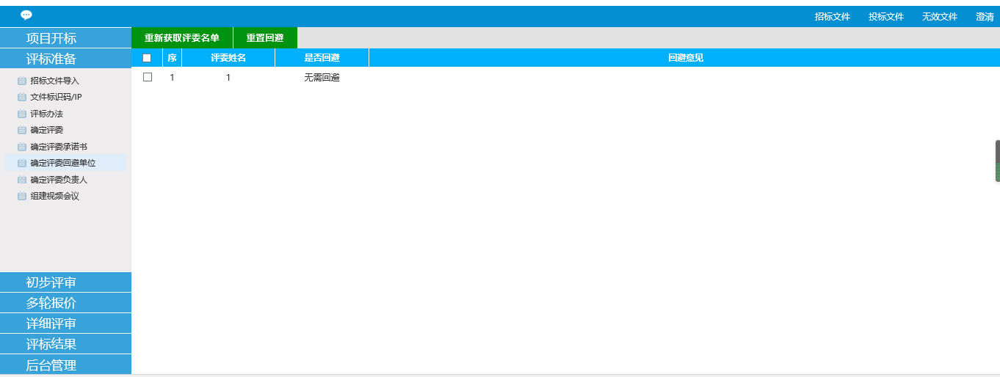 招标文件 投标文件 无效文件 澄清
项目开标
评标准备
招标文件导入
文件标识码/IP
评标办法
确定评委
确定评委承诺书
确定评委回避单位
确定评委负责人
组建视频会议
初步评审
多轮报价
详细评审
评标结果
后台管理
重新获取评委名单 重置回避
序 评委姓名 是否回避 回避意见
1 1 无需回避